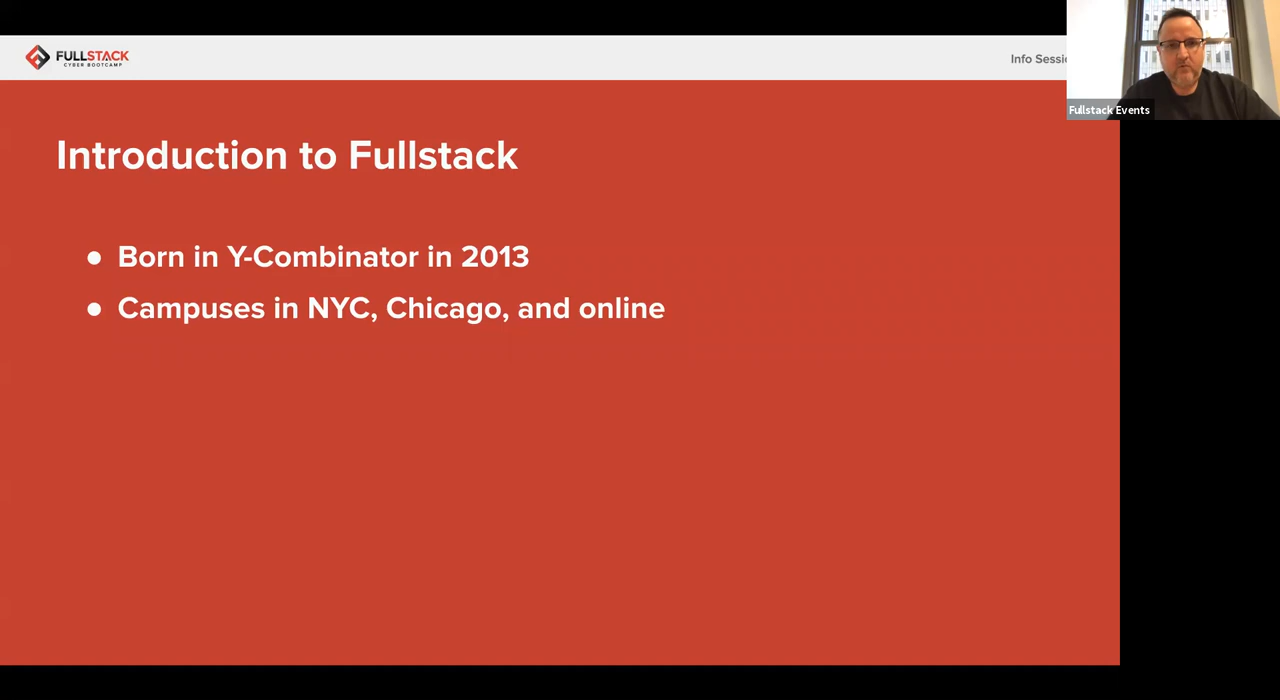 FULLSTACK
CYBER BOOTCAMP
Info
Fullstack Events
Introduction to Fullstack
● Born in Y-Combinator in 2013
● Campuses in NYC, Chicago, and online